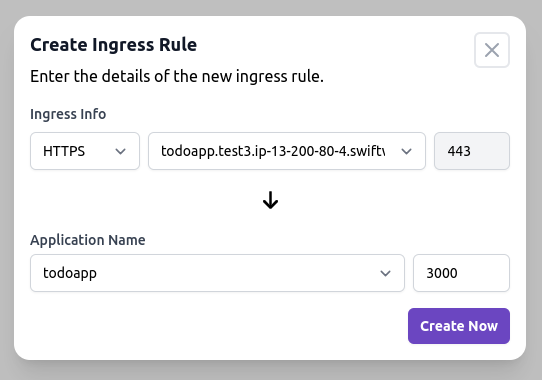 Create Ingress Rule
Enter the details of the new ingress rule.
Ingress Info
HTTPS todoapp.test3.ip-13-200-80-4.swiftw 443
Application Name
todoapp 3000
Create Now